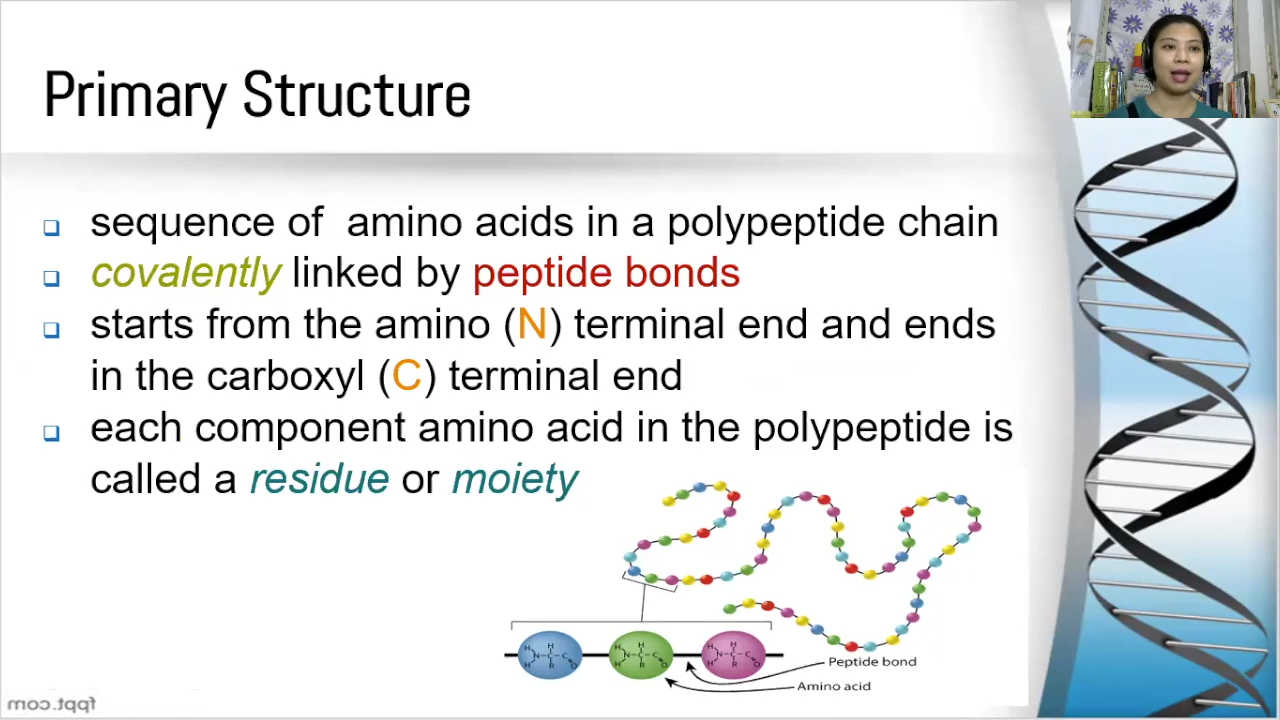 Primary Structure
sequence of amino acids in a polypeptide chain
covalently linked by peptide bonds
starts from the amino (N) terminal end and ends
in the carboxyl (C) terminal end
each component amino acid in the polypeptide is
called a residue or moiety
H H
N C C
H R O
H H
N C C
H R O
H H
N C C
H R O
Peptide bond
Amino acid
fppt.com